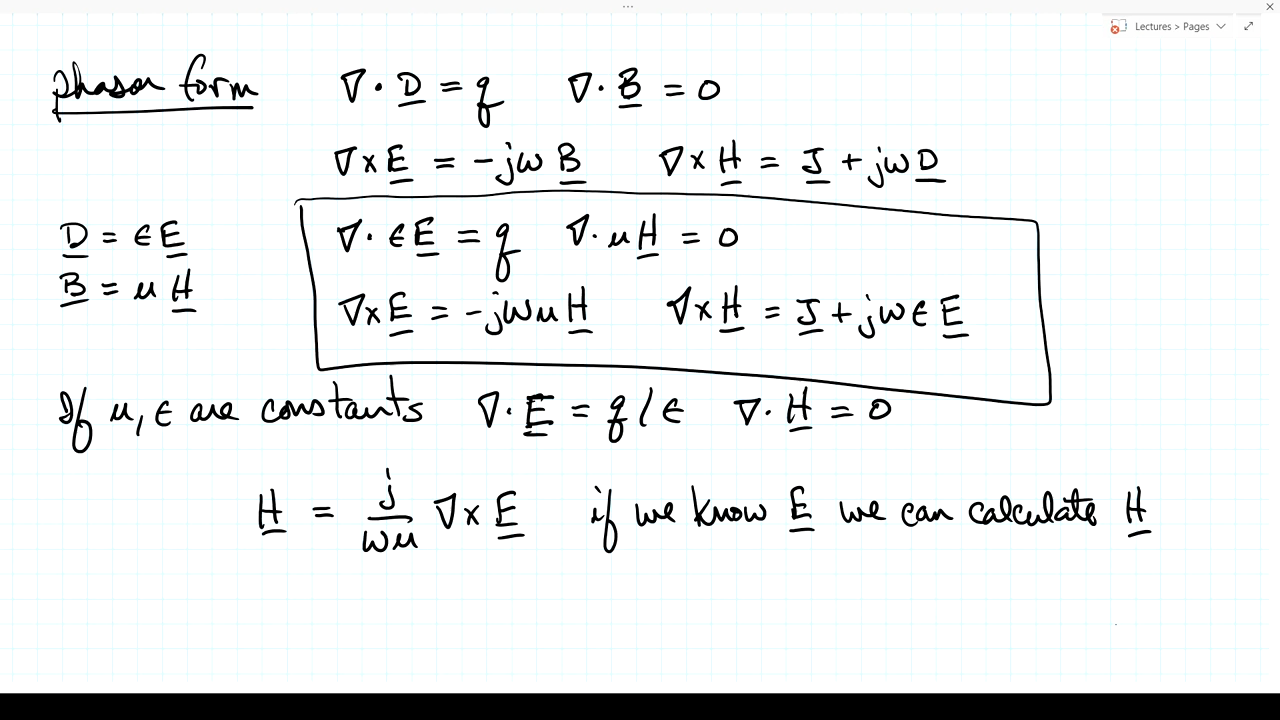 Lectures > Pages
phasor form ∇ · D = q ∇ · B = 0
∇ × E = -jω B ∇ × H = J + jω D
D = ϵ E ∇ · ϵ E = q ∇ · μ H = 0
B = μ H
∇ × E = -jωμ H ∇ × H = J + jωϵ E
If μ, ϵ are constants ∇ · E = q / ϵ ∇ · H = 0
H = j/ωμ ∇ × E if we know E we can calculate H